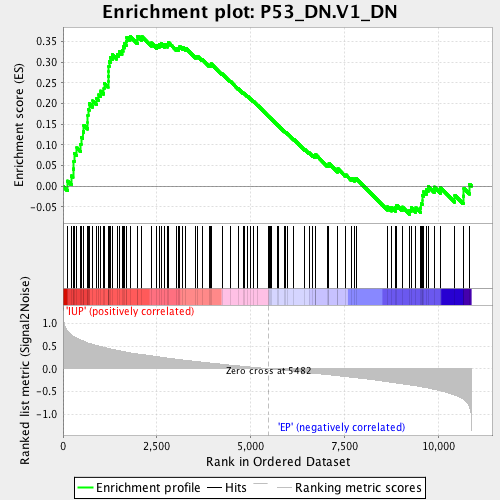 Enrichment plot: P53_DN.V1_DN
Enrichment score (ES)
0.35
0.30
0.25
0.20
0.15
0.10
0.05
0.00
-0.05
'IUP' (positively correlated)
Ranked list metric (Signal2Noise)
1.0
0.5
0.0
-0.5
-1.0
Zero cross at 5482
'EP' (negatively correlated)
0
2,500
5,000
7,500
10,000
Rank in Ordered Dataset
Enrichment profile
Hits
Ranking metric scores